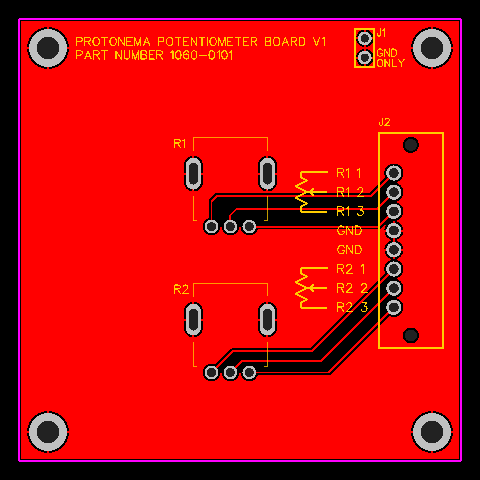 PROTONEMA POTENTIOMETER BOARD V1
PART NUMBER 1060-0101
J1
GND
ONLY
J2
R1
R1 1
R1 2
R1 3
GND
GND
R2 1
R2
R2 2
R2 3